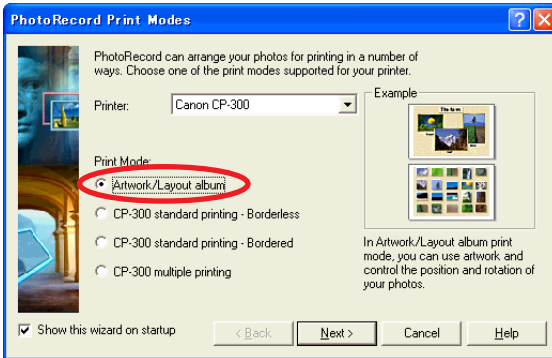 PhotoRecord Print Modes
PhotoRecord can arrange your photos for printing in a number of
ways. Choose one of the print modes supported for your printer.
Printer:
Canon CP-300
Example
The farm
Print Mode:
Artwork/Layout album
CP-300 standard printing - Borderless
CP-300 standard printing - Bordered
CP-300 multiple printing
In Artwork/Layout album print
mode, you can use artwork and
control the position and rotation of
your photos.
Show this wizard on startup
< Back
Next >
Cancel
Help